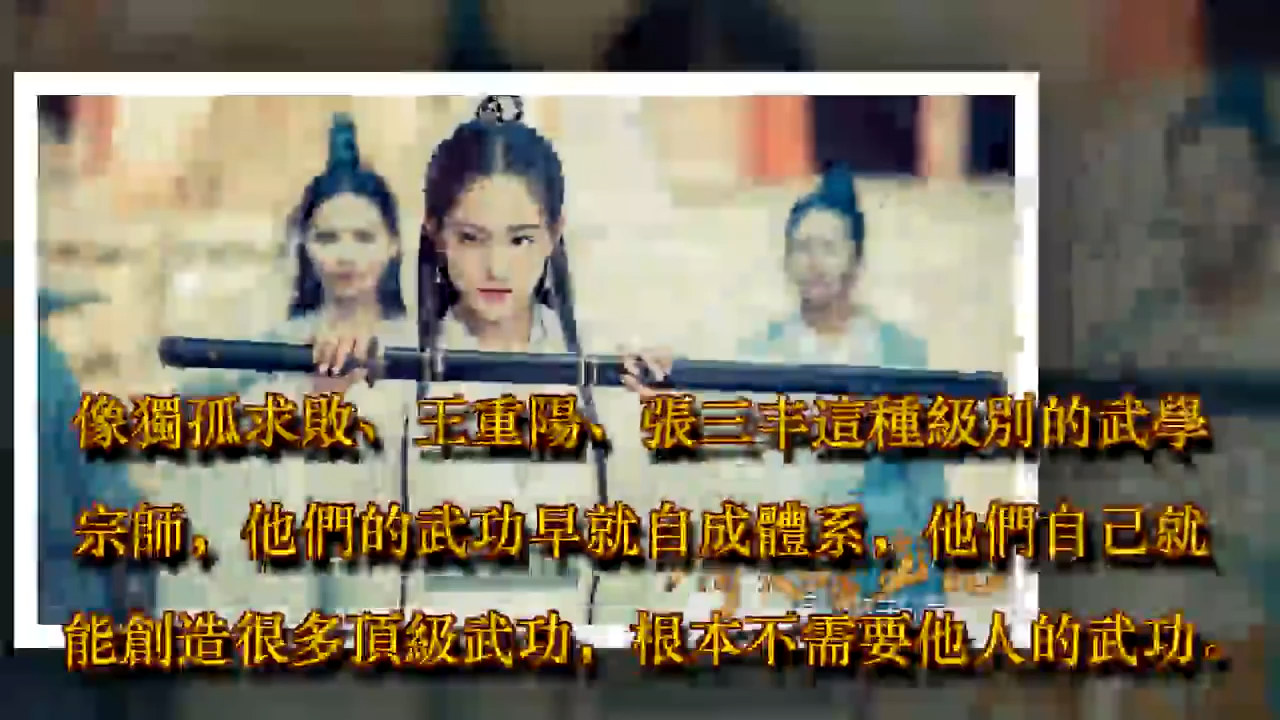 像獨孤求敗、王重陽、張三丰這種級別的武學
宗師，他們的武功早就自成體系，他們自己就
能創造很多頂級武功，根本不需要他人的武功。